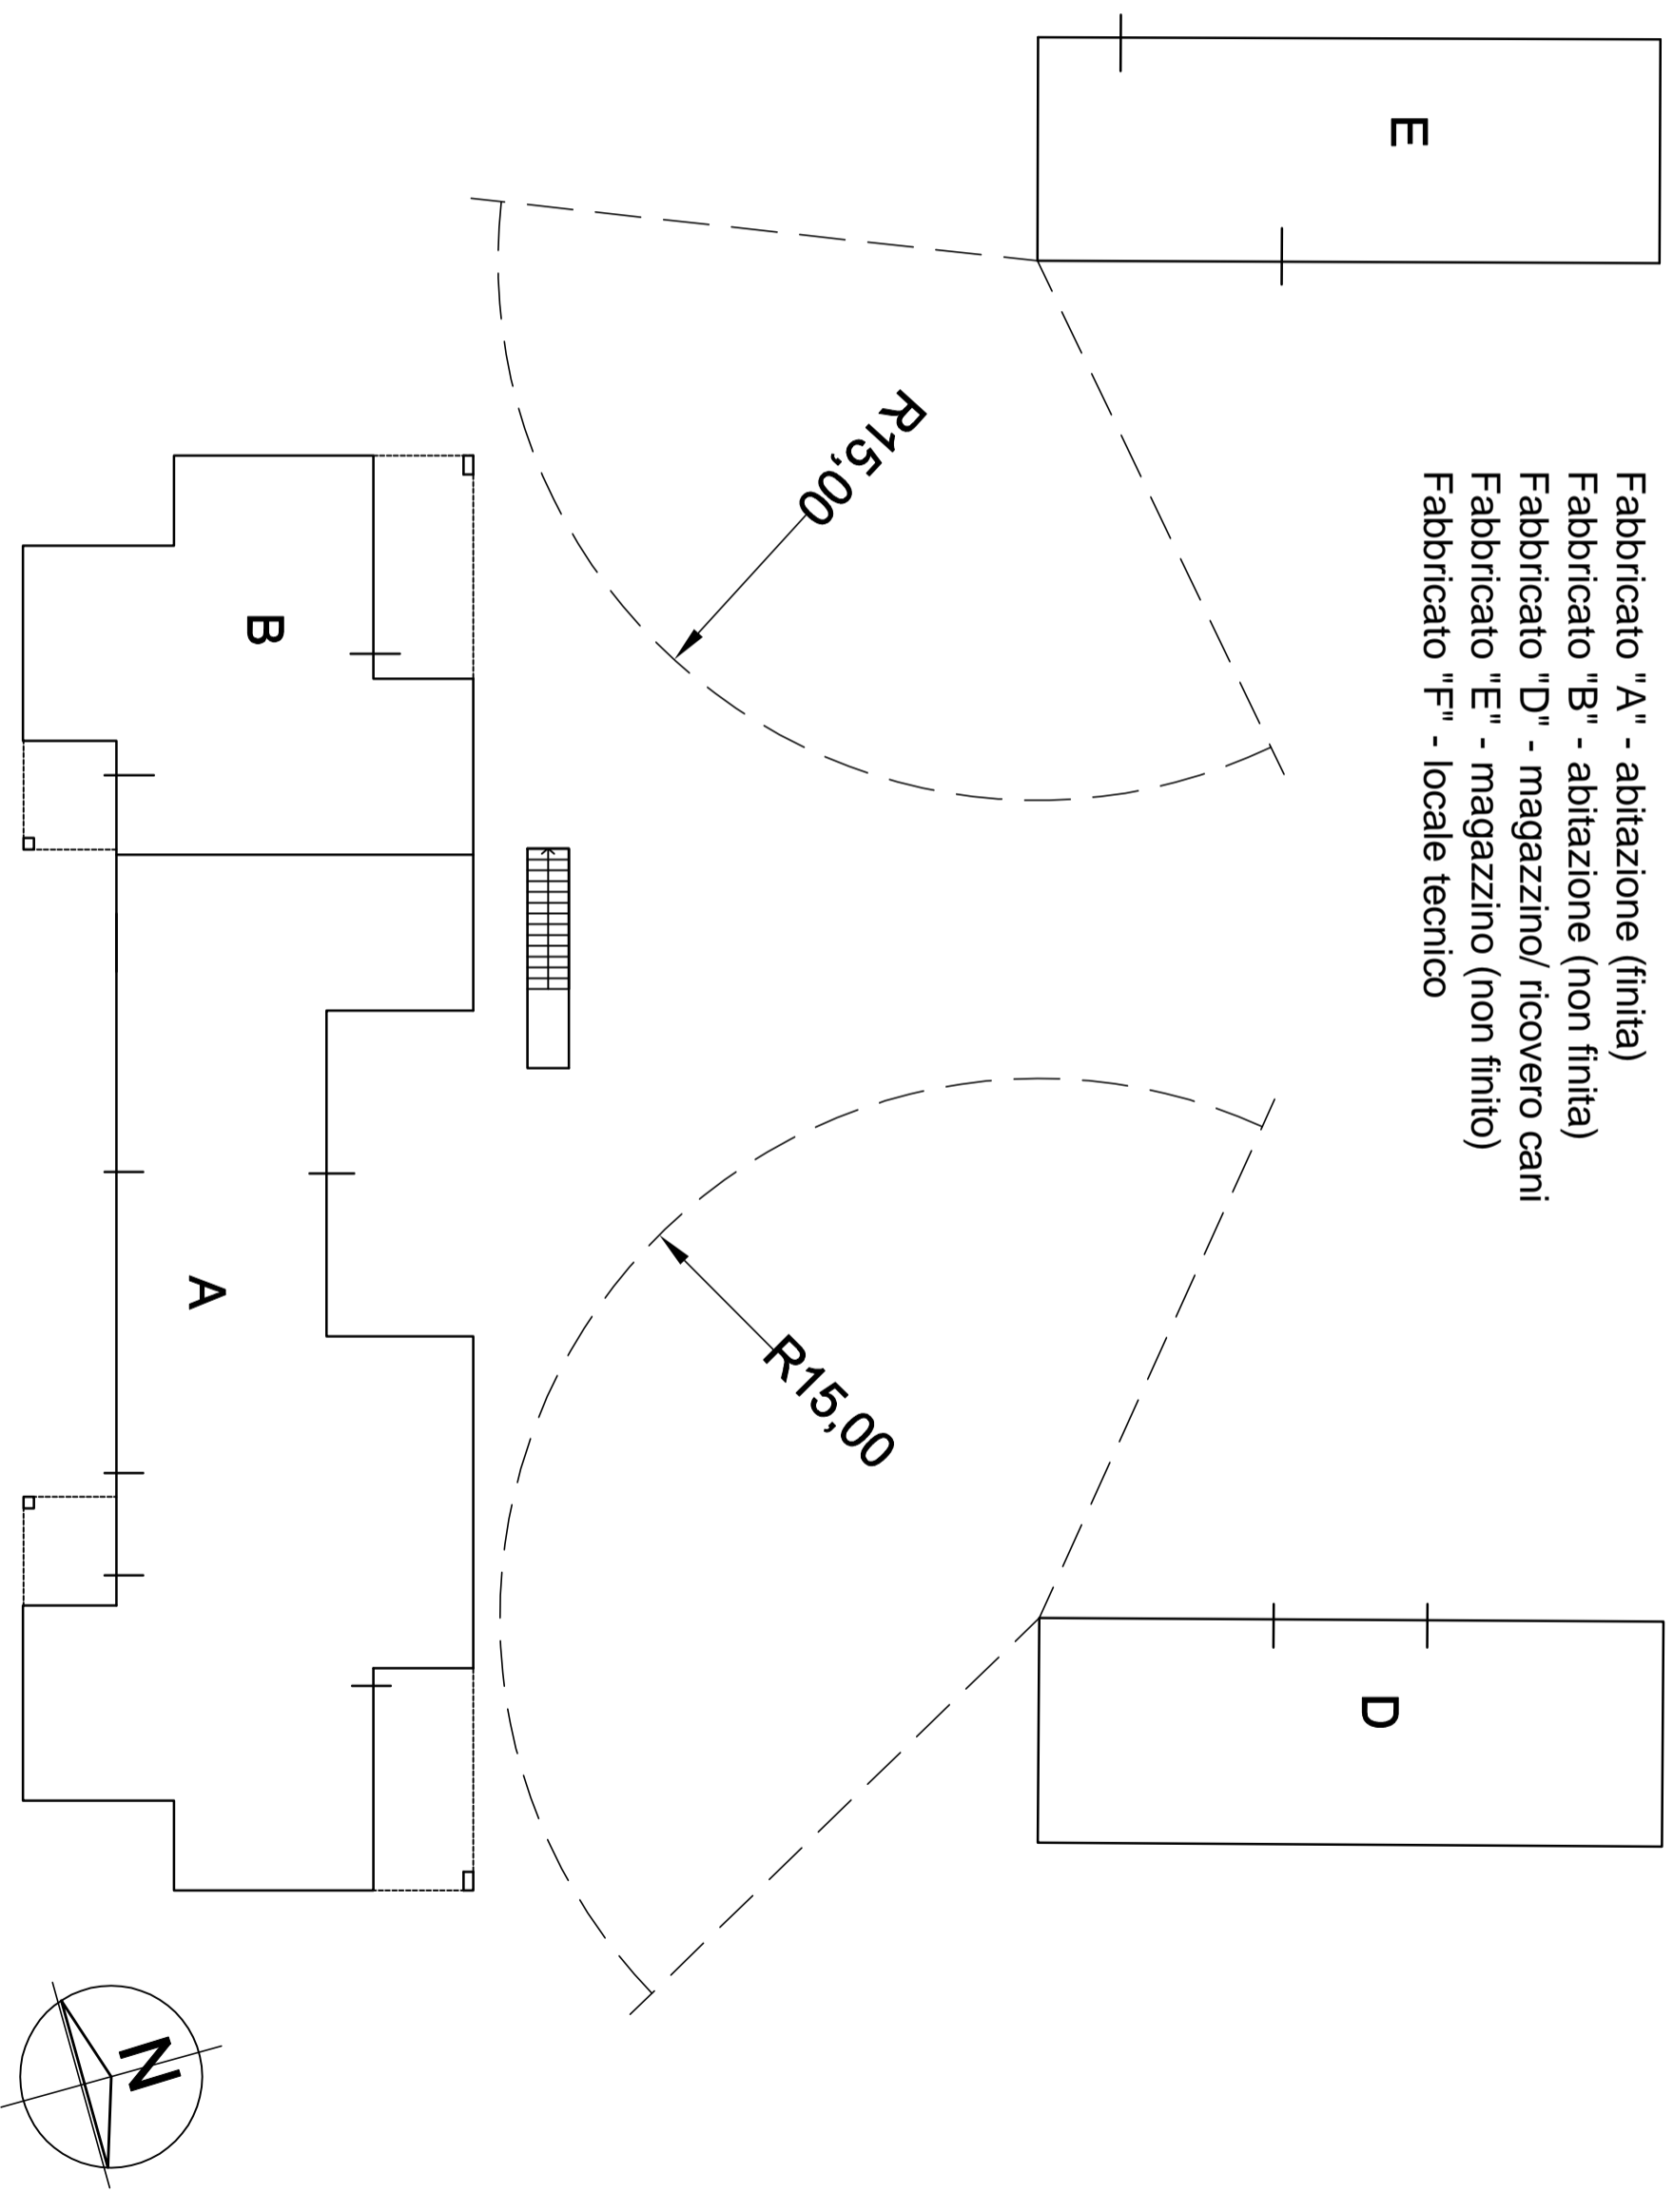 Fabbricato "A" - abitazione (finita)
Fabbricato "B" - abitazione (non finita)
Fabbricato "D" - magazzino/ ricovero cani
Fabbricato "E" - magazzino (non finito)
Fabbricato "F" - locale tecnico
E
D
R15,00
R15,00
B
A
N